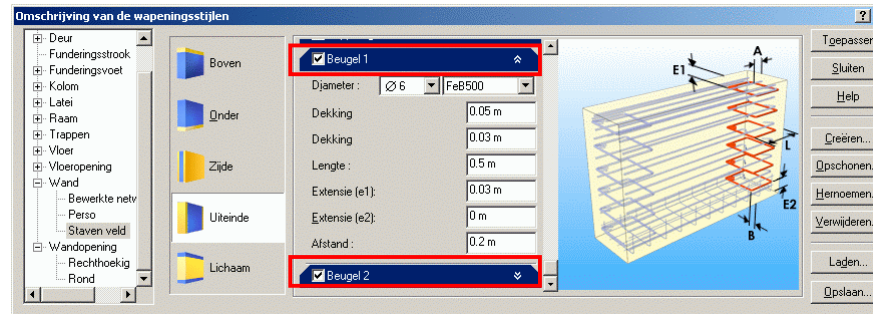 Omschrijving van de wapeningsstijlen
?
Deur
Funderingsstrook
Funderingsvoet
Kolom
Latei
Raam
Trappen
Vloer
Vloeropening
Wand
Bewerkte netv
Perso
Staven veld
Wandopening
Rechthoekig
Rond
Boven
Onder
Zijde
Uiteinde
Lichaam
Beugel 1
Djameter : Ø 6 FeB500
Dekking 0.05 m
Dekking 0.03 m
Lengte : 0.5 m
Extensie (e1): 0.03 m
Extensie (e2): 0 m
Afstand : 0.2 m
Beugel 2
A
E1
L
E2
B
Toepassen
Sluiten
Help
Creëren...
Opschonen.
Hernoemen.
Verwijderen.
Laden...
Opslaan...